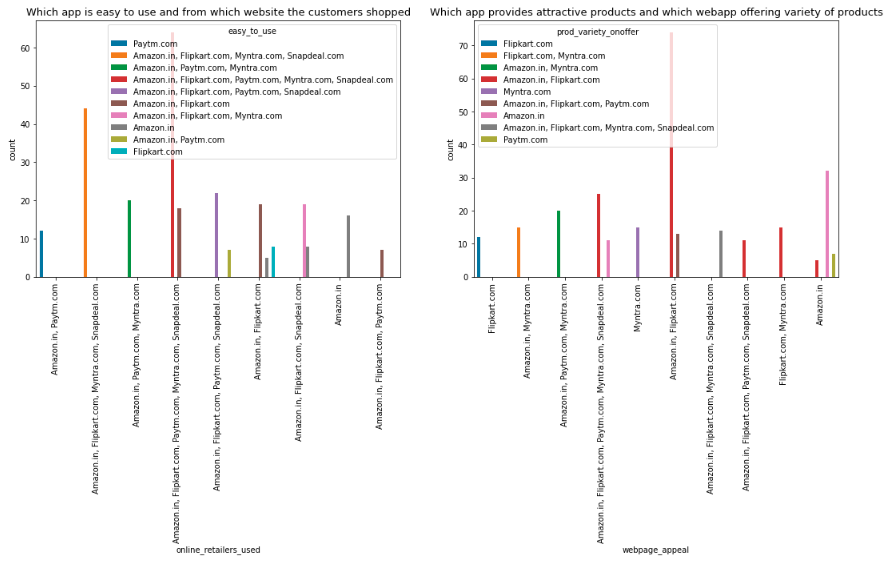 Which app is easy to use and from which website the customers shopped
easy_to_use
Paytm.com
Amazon.in, Flipkart.com, Myntra.com, Snapdeal.com
Amazon.in, Paytm.com, Myntra.com
Amazon.in, Flipkart.com, Paytm.com, Myntra.com, Snapdeal.com
Amazon.in, Flipkart.com, Paytm.com, Snapdeal.com
Amazon.in, Flipkart.com
Amazon.in, Flipkart.com, Myntra.com
Amazon.in
Amazon.in, Paytm.com
Flipkart.com
count
60
50
40
30
20
10
0
Amazon.in, Paytm.com
Amazon.in, Flipkart.com, Myntra.com, Snapdeal.com
Amazon.in, Paytm.com, Myntra.com
Amazon.in, Flipkart.com, Paytm.com, Myntra.com, Snapdeal.com
Amazon.in, Flipkart.com, Paytm.com, Snapdeal.com
Amazon.in, Flipkart.com
Amazon.in, Flipkart.com, Snapdeal.com
Amazon.in
Amazon.in, Flipkart.com, Paytm.com
online_retailers_used
Which app provides attractive products and which webapp offering variety of products
prod_variety_onoffer
Flipkart.com
Flipkart.com, Myntra.com
Amazon.in, Myntra.com
Amazon.in, Flipkart.com
Myntra.com
Amazon.in, Flipkart.com, Paytm.com
Amazon.in
Amazon.in, Flipkart.com, Myntra.com, Snapdeal.com
Paytm.com
count
70
60
50
40
30
20
10
0
Flipkart.com
Amazon.in, Myntra.com
Amazon.in, Paytm.com, Myntra.com
Amazon.in, Flipkart.com, Paytm.com, Myntra.com, Snapdeal.com
Myntra.com
Amazon.in, Flipkart.com
Amazon.in, Flipkart.com, Myntra.com, Snapdeal.com
Amazon.in, Flipkart.com, Paytm.com, Snapdeal.com
Flipkart.com, Myntra.com
Amazon.in
webpage_appeal